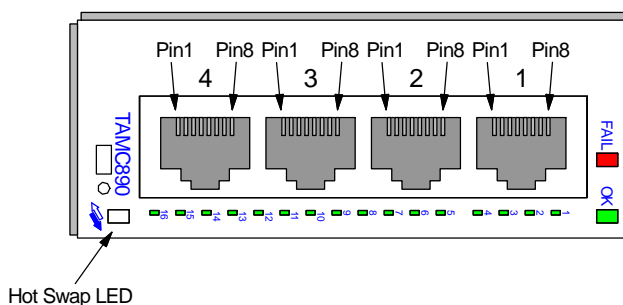 Pin1 Pin8 Pin1 Pin8 Pin1 Pin8 Pin1 Pin8
4 3 2 1
TAMC890
FAIL
OK
16 15 14 13 12 11 10 9 8 7 6 5 4 3 2 1
Hot Swap LED